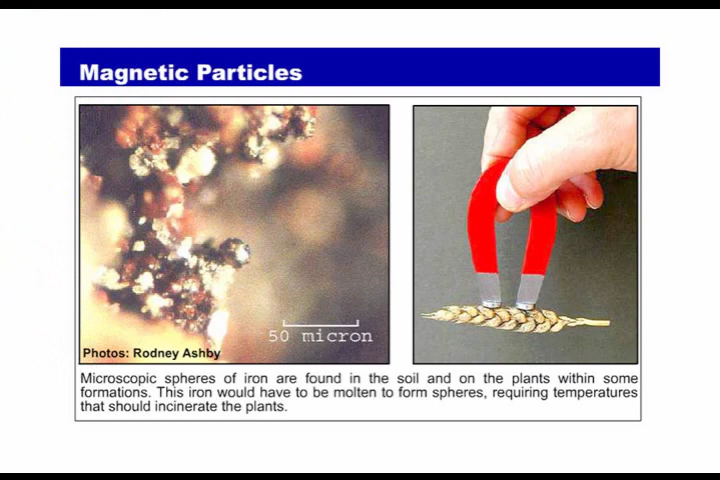 Magnetic Particles
50 micron
Photos: Rodney Ashby
Microscopic spheres of iron are found in the soil and on the plants within some
formations. This iron would have to be molten to form spheres, requiring temperatures
that should incinerate the plants.